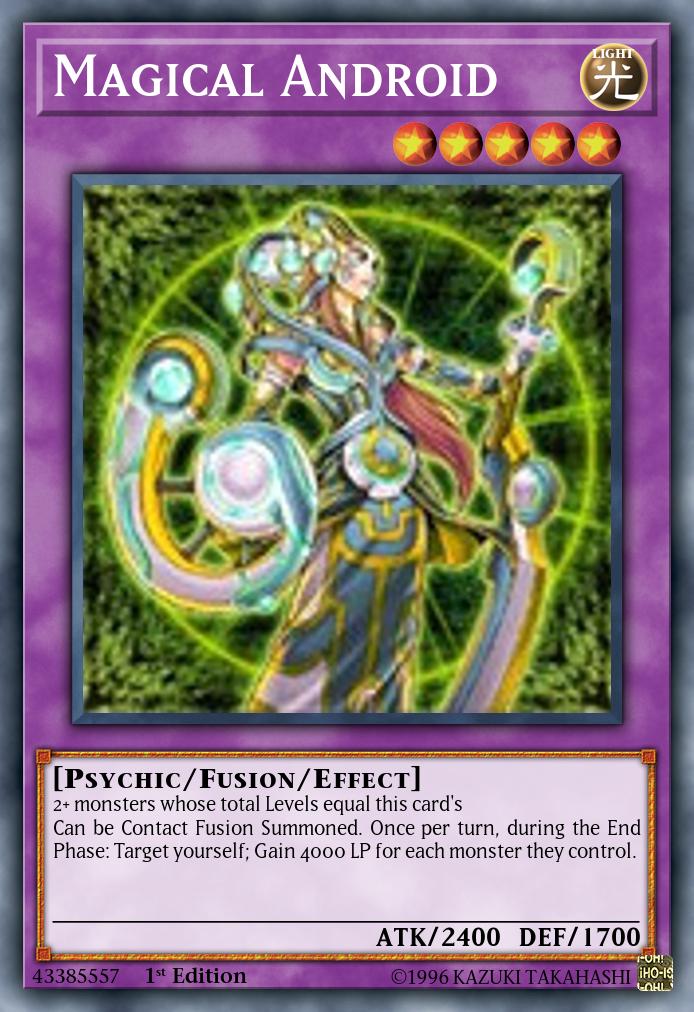 Magical Android
LIGHT
光
[Psychic/Fusion/Effect]
2+ monsters whose total Levels equal this card's
Can be Contact Fusion Summoned. Once per turn, during the End
Phase: Target yourself; Gain 4000 LP for each monster they control.
ATK/2400 DEF/1700
43385557 1st Edition ©1996 KAZUKI TAKAHASHI